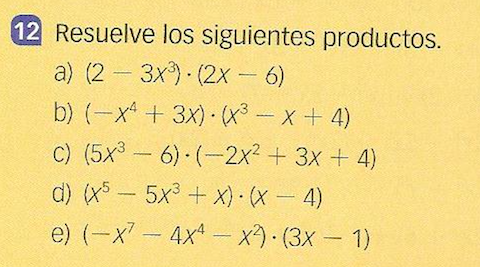 12 Resuelve los siguientes productos.
a) (2 − 3x³) · (2x − 6)
b) (−x⁴ + 3x) · (x³ − x + 4)
c) (5x³ − 6) · (−2x² + 3x + 4)
d) (x⁵ − 5x³ + x) · (x − 4)
e) (−x⁷ − 4x⁴ − x²) · (3x − 1)